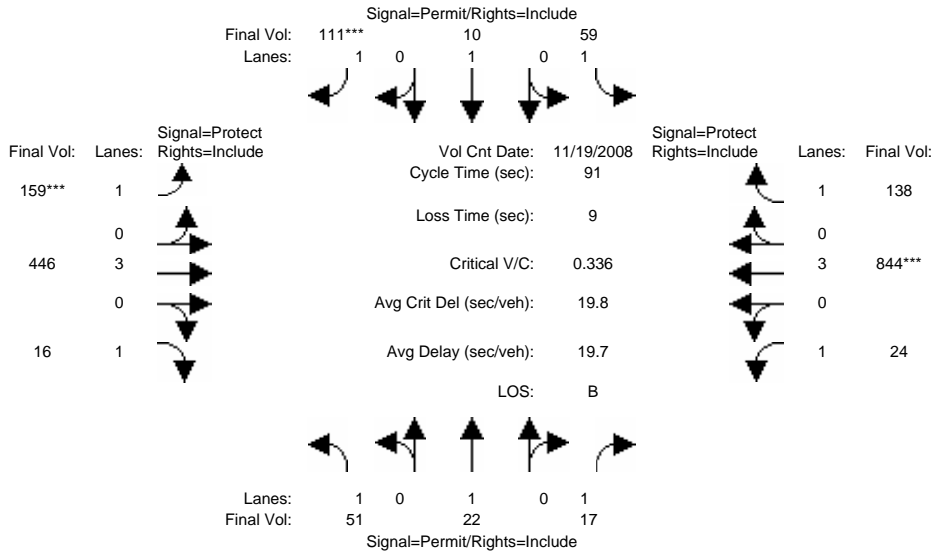 Signal=Permit/Rights=Include
Final Vol: 111*** 10 59
Lanes: 1 0 1 0 1
Signal=Protect Signal=Protect
Final Vol: Lanes: Rights=Include Vol Cnt Date: 11/19/2008 Rights=Include Lanes: Final Vol:
Cycle Time (sec): 91
159*** 1 1 138
Loss Time (sec): 9
0 0
446 3 Critical V/C: 0.336 3 844***
0 Avg Crit Del (sec/veh): 19.8 0
16 1 Avg Delay (sec/veh): 19.7 1 24
LOS: B
Lanes: 1 0 1 0 1
Final Vol: 51 22 17
Signal=Permit/Rights=Include